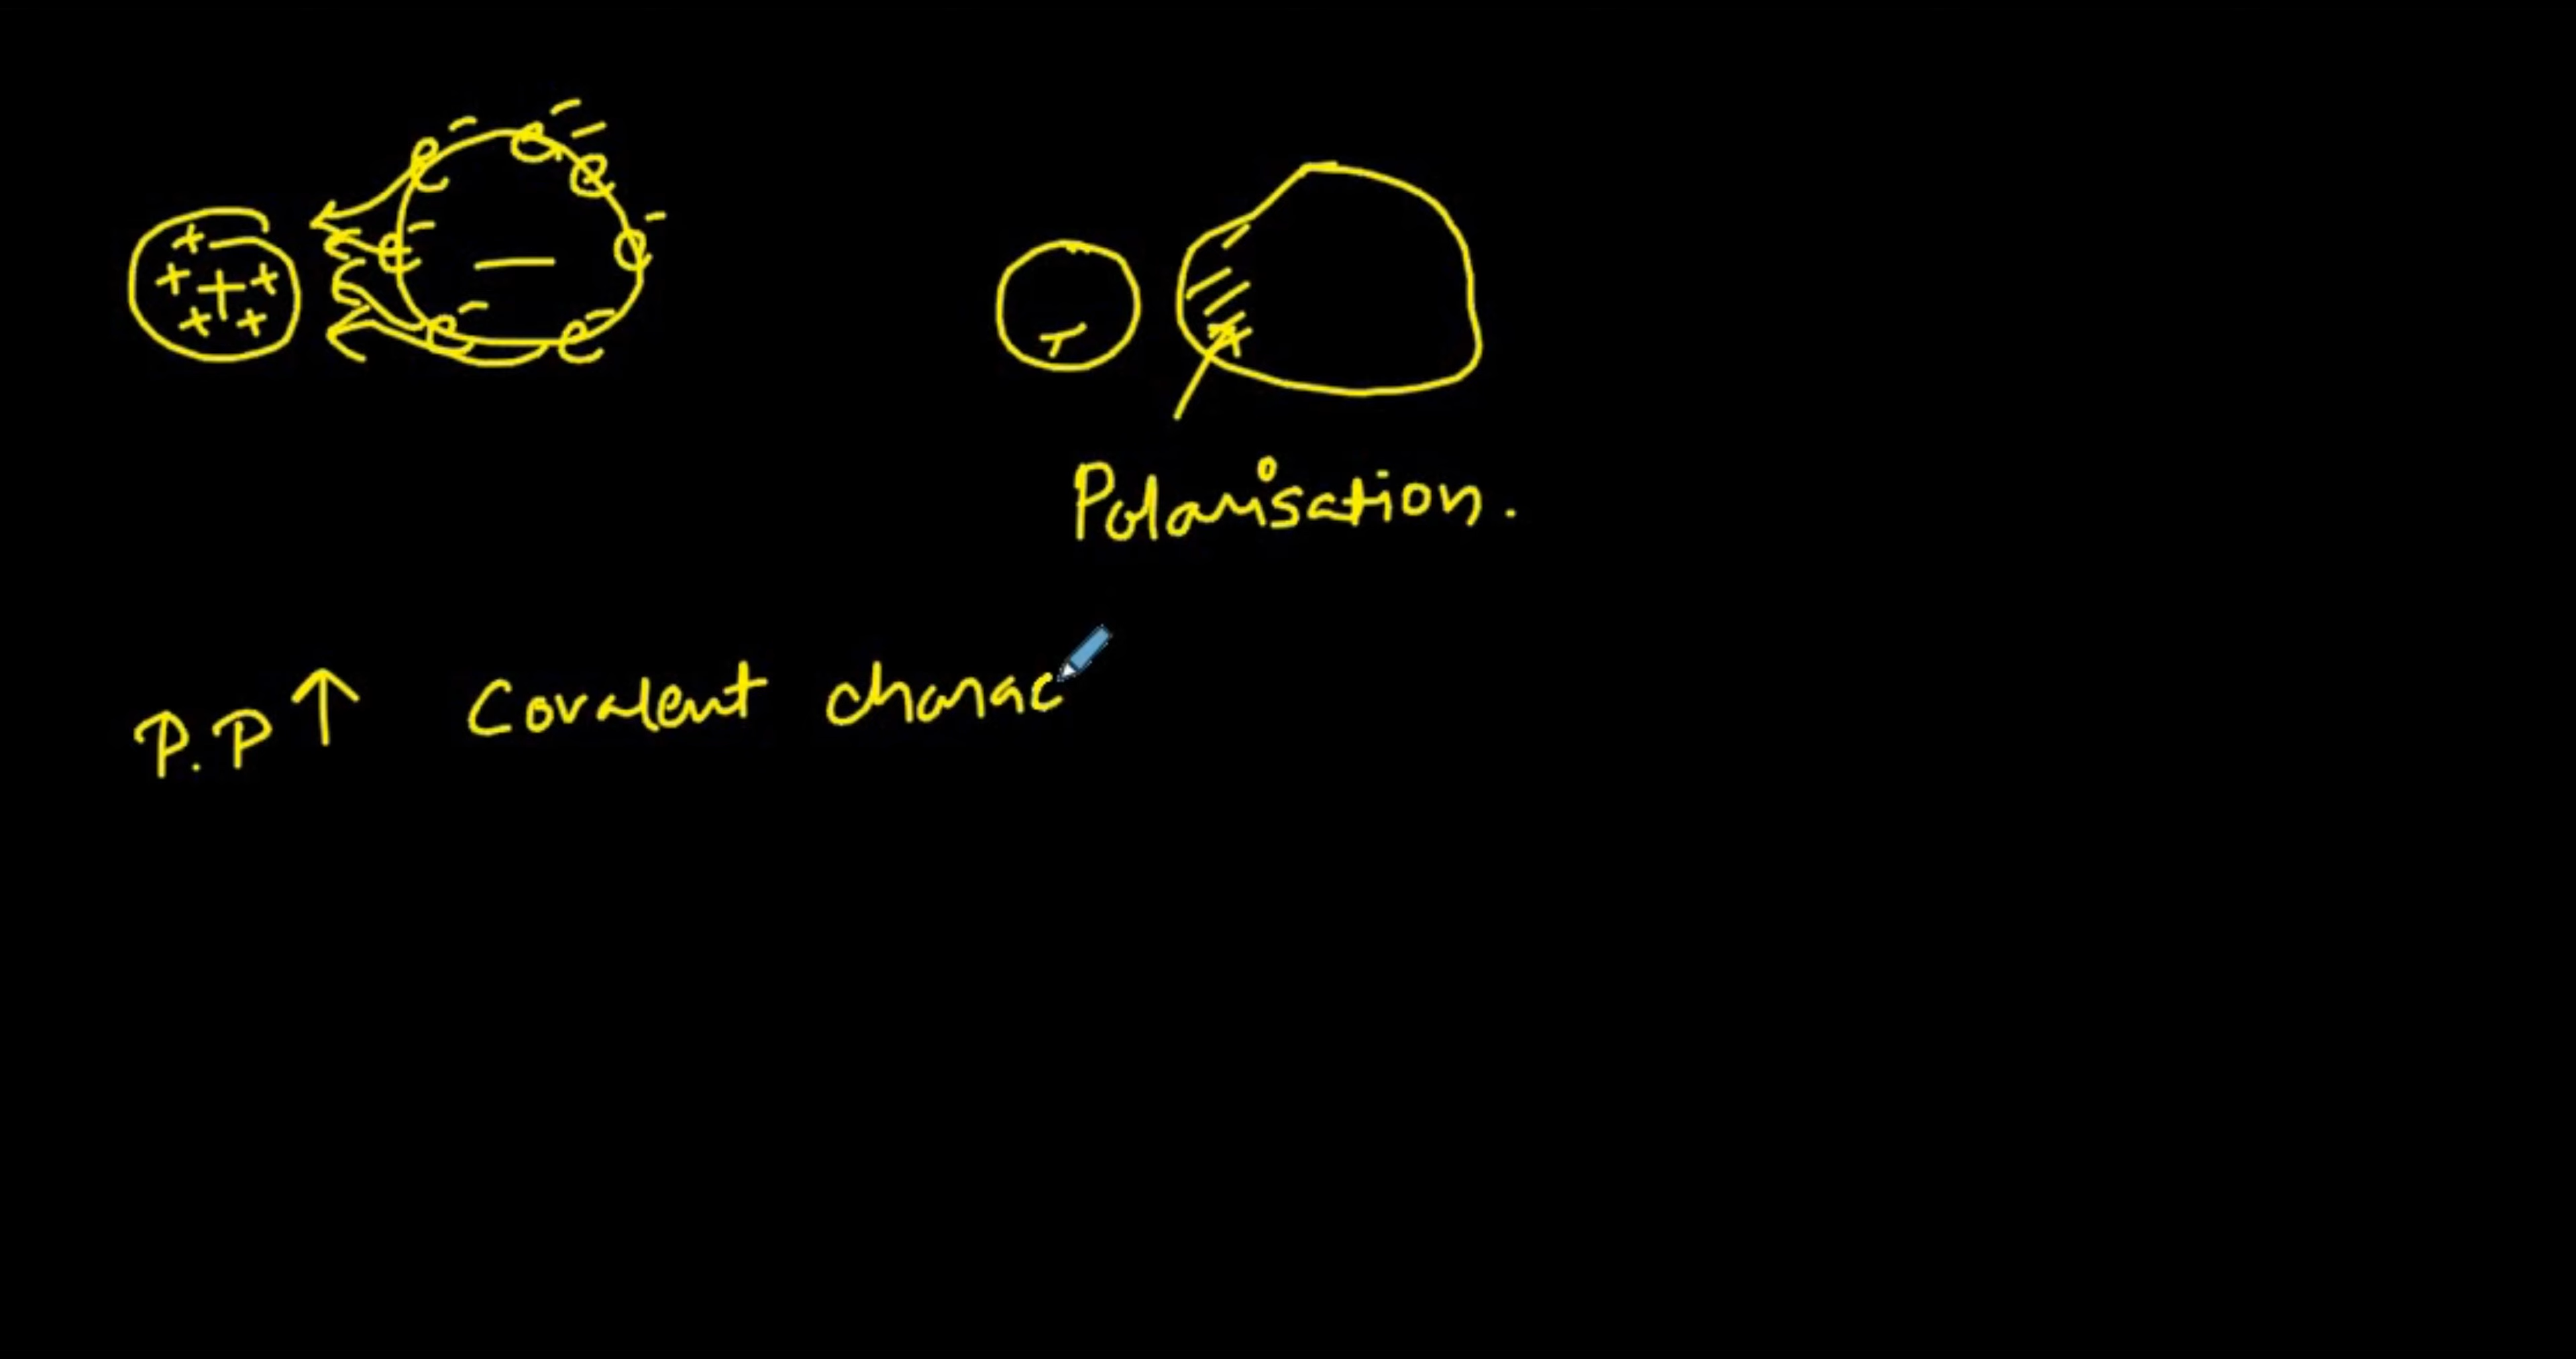 + + + + + +
e⁻ e⁻ e⁻ e⁻ e⁻ e⁻ e⁻
—
Polarisation.
P.P↑ Covalent charac